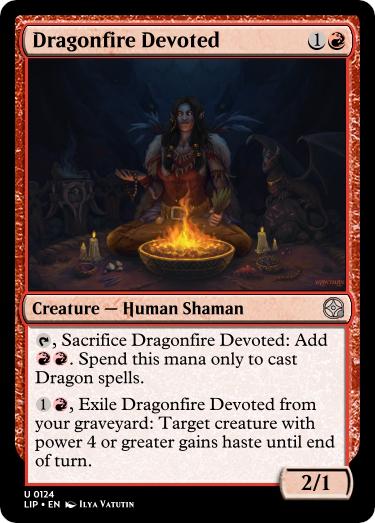 Dragonfire Devoted 1
Creature — Human Shaman
, Sacrifice Dragonfire Devoted: Add
. Spend this mana only to cast
Dragon spells.
1 , Exile Dragonfire Devoted from
your graveyard: Target creature with
power 4 or greater gains haste until end
of turn.
2/1
U 0124
LIP • EN Ilya Vatutin